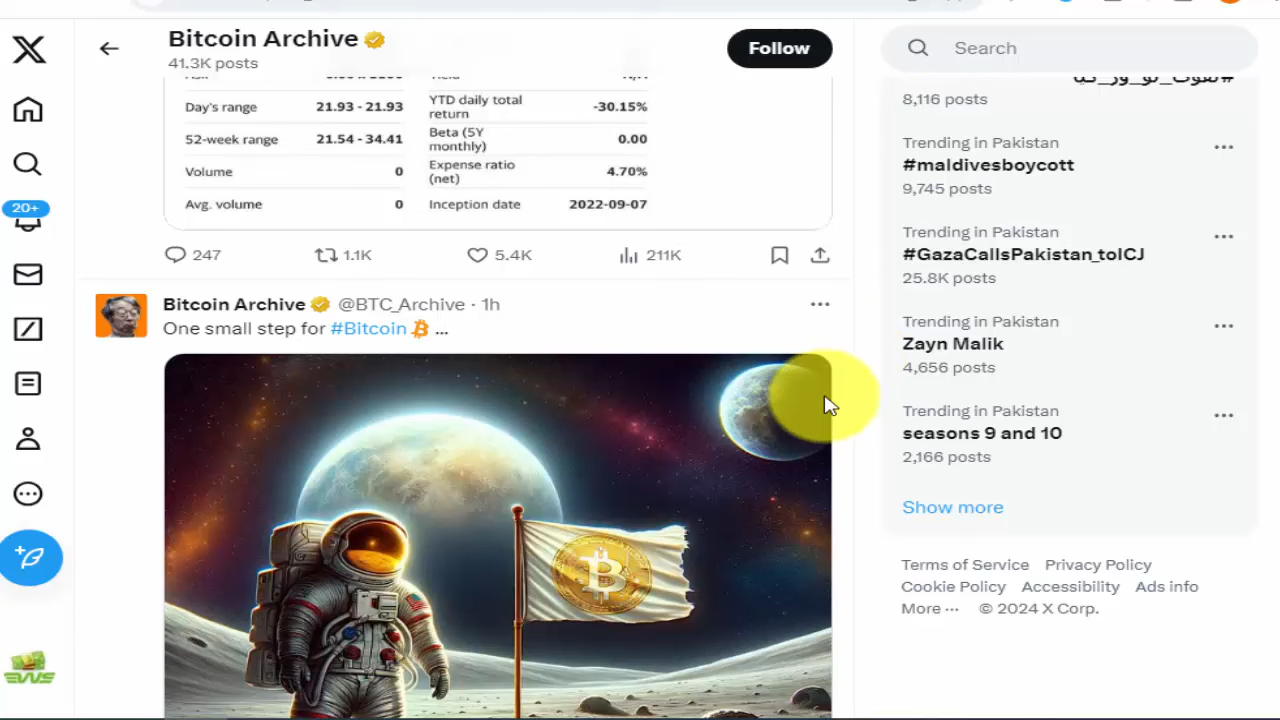 Bitcoin Archive
41.3K posts
Follow
Search
Day's range 21.93 - 21.93
52-week range 21.54 - 34.41
Volume 0
Avg. volume 0
YTD daily total
return -30.15%
Beta (5Y
monthly) 0.00
Expense ratio
(net) 4.70%
Inception date 2022-09-07
247 1.1K 5.4K 211K
20+
Bitcoin Archive @BTC_Archive · 1h
One small step for #Bitcoin ...
8,116 posts
Trending in Pakistan
#maldivesboycott
9,745 posts
Trending in Pakistan
#GazaCallsPakistan_toICJ
25.8K posts
Trending in Pakistan
Zayn Malik
4,656 posts
Trending in Pakistan
seasons 9 and 10
2,166 posts
Show more
Terms of Service Privacy Policy
Cookie Policy Accessibility Ads info
More ··· © 2024 X Corp.
EWS